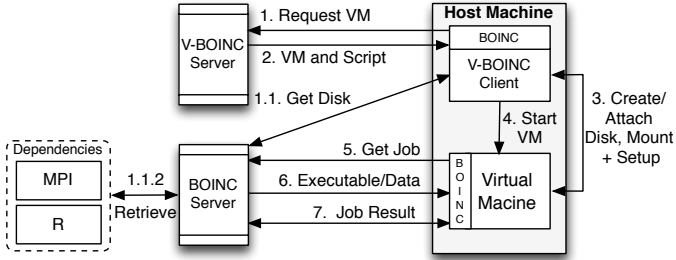 1. Request VM
Host Machine
BOINC
V-BOINC
Server
V-BOINC
Client
2. VM and Script
1.1. Get Disk
3. Create/
Attach
Disk, Mount
+ Setup
4. Start
VM
Dependencies
MPI
R
1.1.2
Retrieve
BOINC
Server
5. Get Job
6. Executable/Data
7. Job Result
BOINC
Virtual
Macine